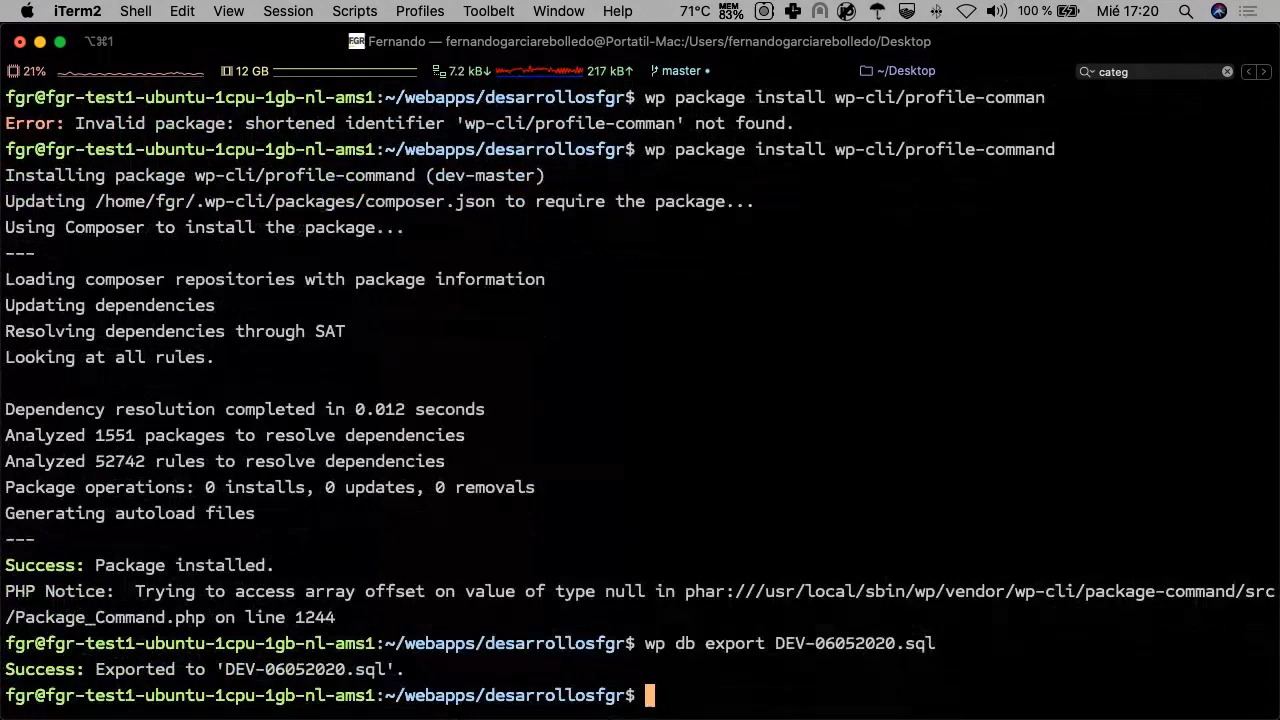 iTerm2 Shell Edit View Session Scripts Profiles Toolbelt Window Help 71°C MEM 83% 100 % Mié 17:20
⌥⌘1 FGR Fernando — fernandogarciarebolledo@Portatil-Mac:/Users/fernandogarciarebolledo/Desktop
21% 12 GB 7.2 kB↓ 217 kB↑ master • ~/Desktop categ
fgr@fgr-test1-ubuntu-1cpu-1gb-nl-ams1:~/webapps/desarrollosfgr$ wp package install wp-cli/profile-comman
Error: Invalid package: shortened identifier 'wp-cli/profile-comman' not found.
fgr@fgr-test1-ubuntu-1cpu-1gb-nl-ams1:~/webapps/desarrollosfgr$ wp package install wp-cli/profile-command
Installing package wp-cli/profile-command (dev-master)
Updating /home/fgr/.wp-cli/packages/composer.json to require the package...
Using Composer to install the package...
---
Loading composer repositories with package information
Updating dependencies
Resolving dependencies through SAT
Looking at all rules.
Dependency resolution completed in 0.012 seconds
Analyzed 1551 packages to resolve dependencies
Analyzed 52742 rules to resolve dependencies
Package operations: 0 installs, 0 updates, 0 removals
Generating autoload files
---
Success: Package installed.
PHP Notice:  Trying to access array offset on value of type null in phar:///usr/local/sbin/wp/vendor/wp-cli/package-command/src
/Package_Command.php on line 1244
fgr@fgr-test1-ubuntu-1cpu-1gb-nl-ams1:~/webapps/desarrollosfgr$ wp db export DEV-06052020.sql
Success: Exported to 'DEV-06052020.sql'.
fgr@fgr-test1-ubuntu-1cpu-1gb-nl-ams1:~/webapps/desarrollosfgr$